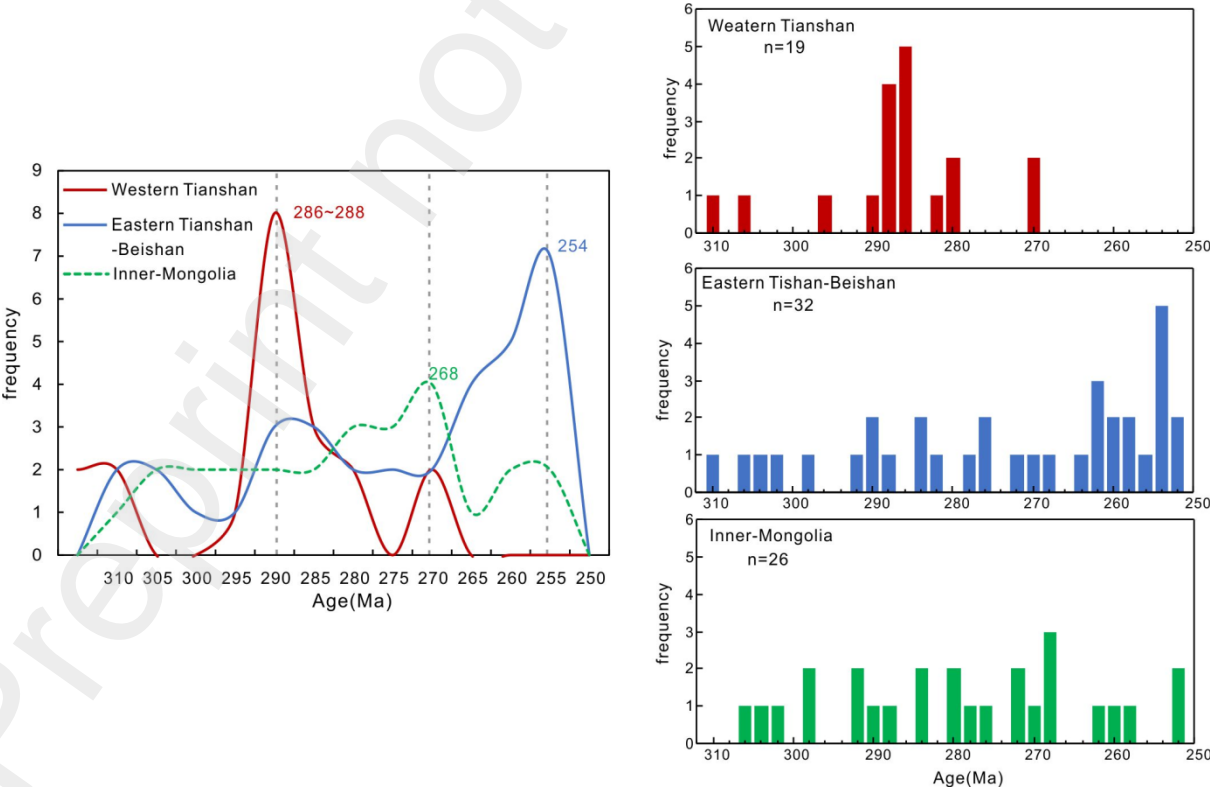 Preprint not
9
8
7
6
5
4
3
2
1
0
frequency
Western Tianshan
Eastern Tianshan
-Beishan
Inner-Mongolia
286~288
254
268
310 305 300 295 290 285 280 275 270 265 260 255 250
Age(Ma)
6
5
4
3
2
1
0
frequency
Weatern Tianshan
n=19
310 300 290 280 270 260 250
6
5
4
3
2
1
0
frequency
Eastern Tishan-Beishan
n=32
310 300 290 280 270 260 250
6
5
4
3
2
1
0
frequency
Inner-Mongolia
n=26
310 300 290 280 270 260 250
Age(Ma)